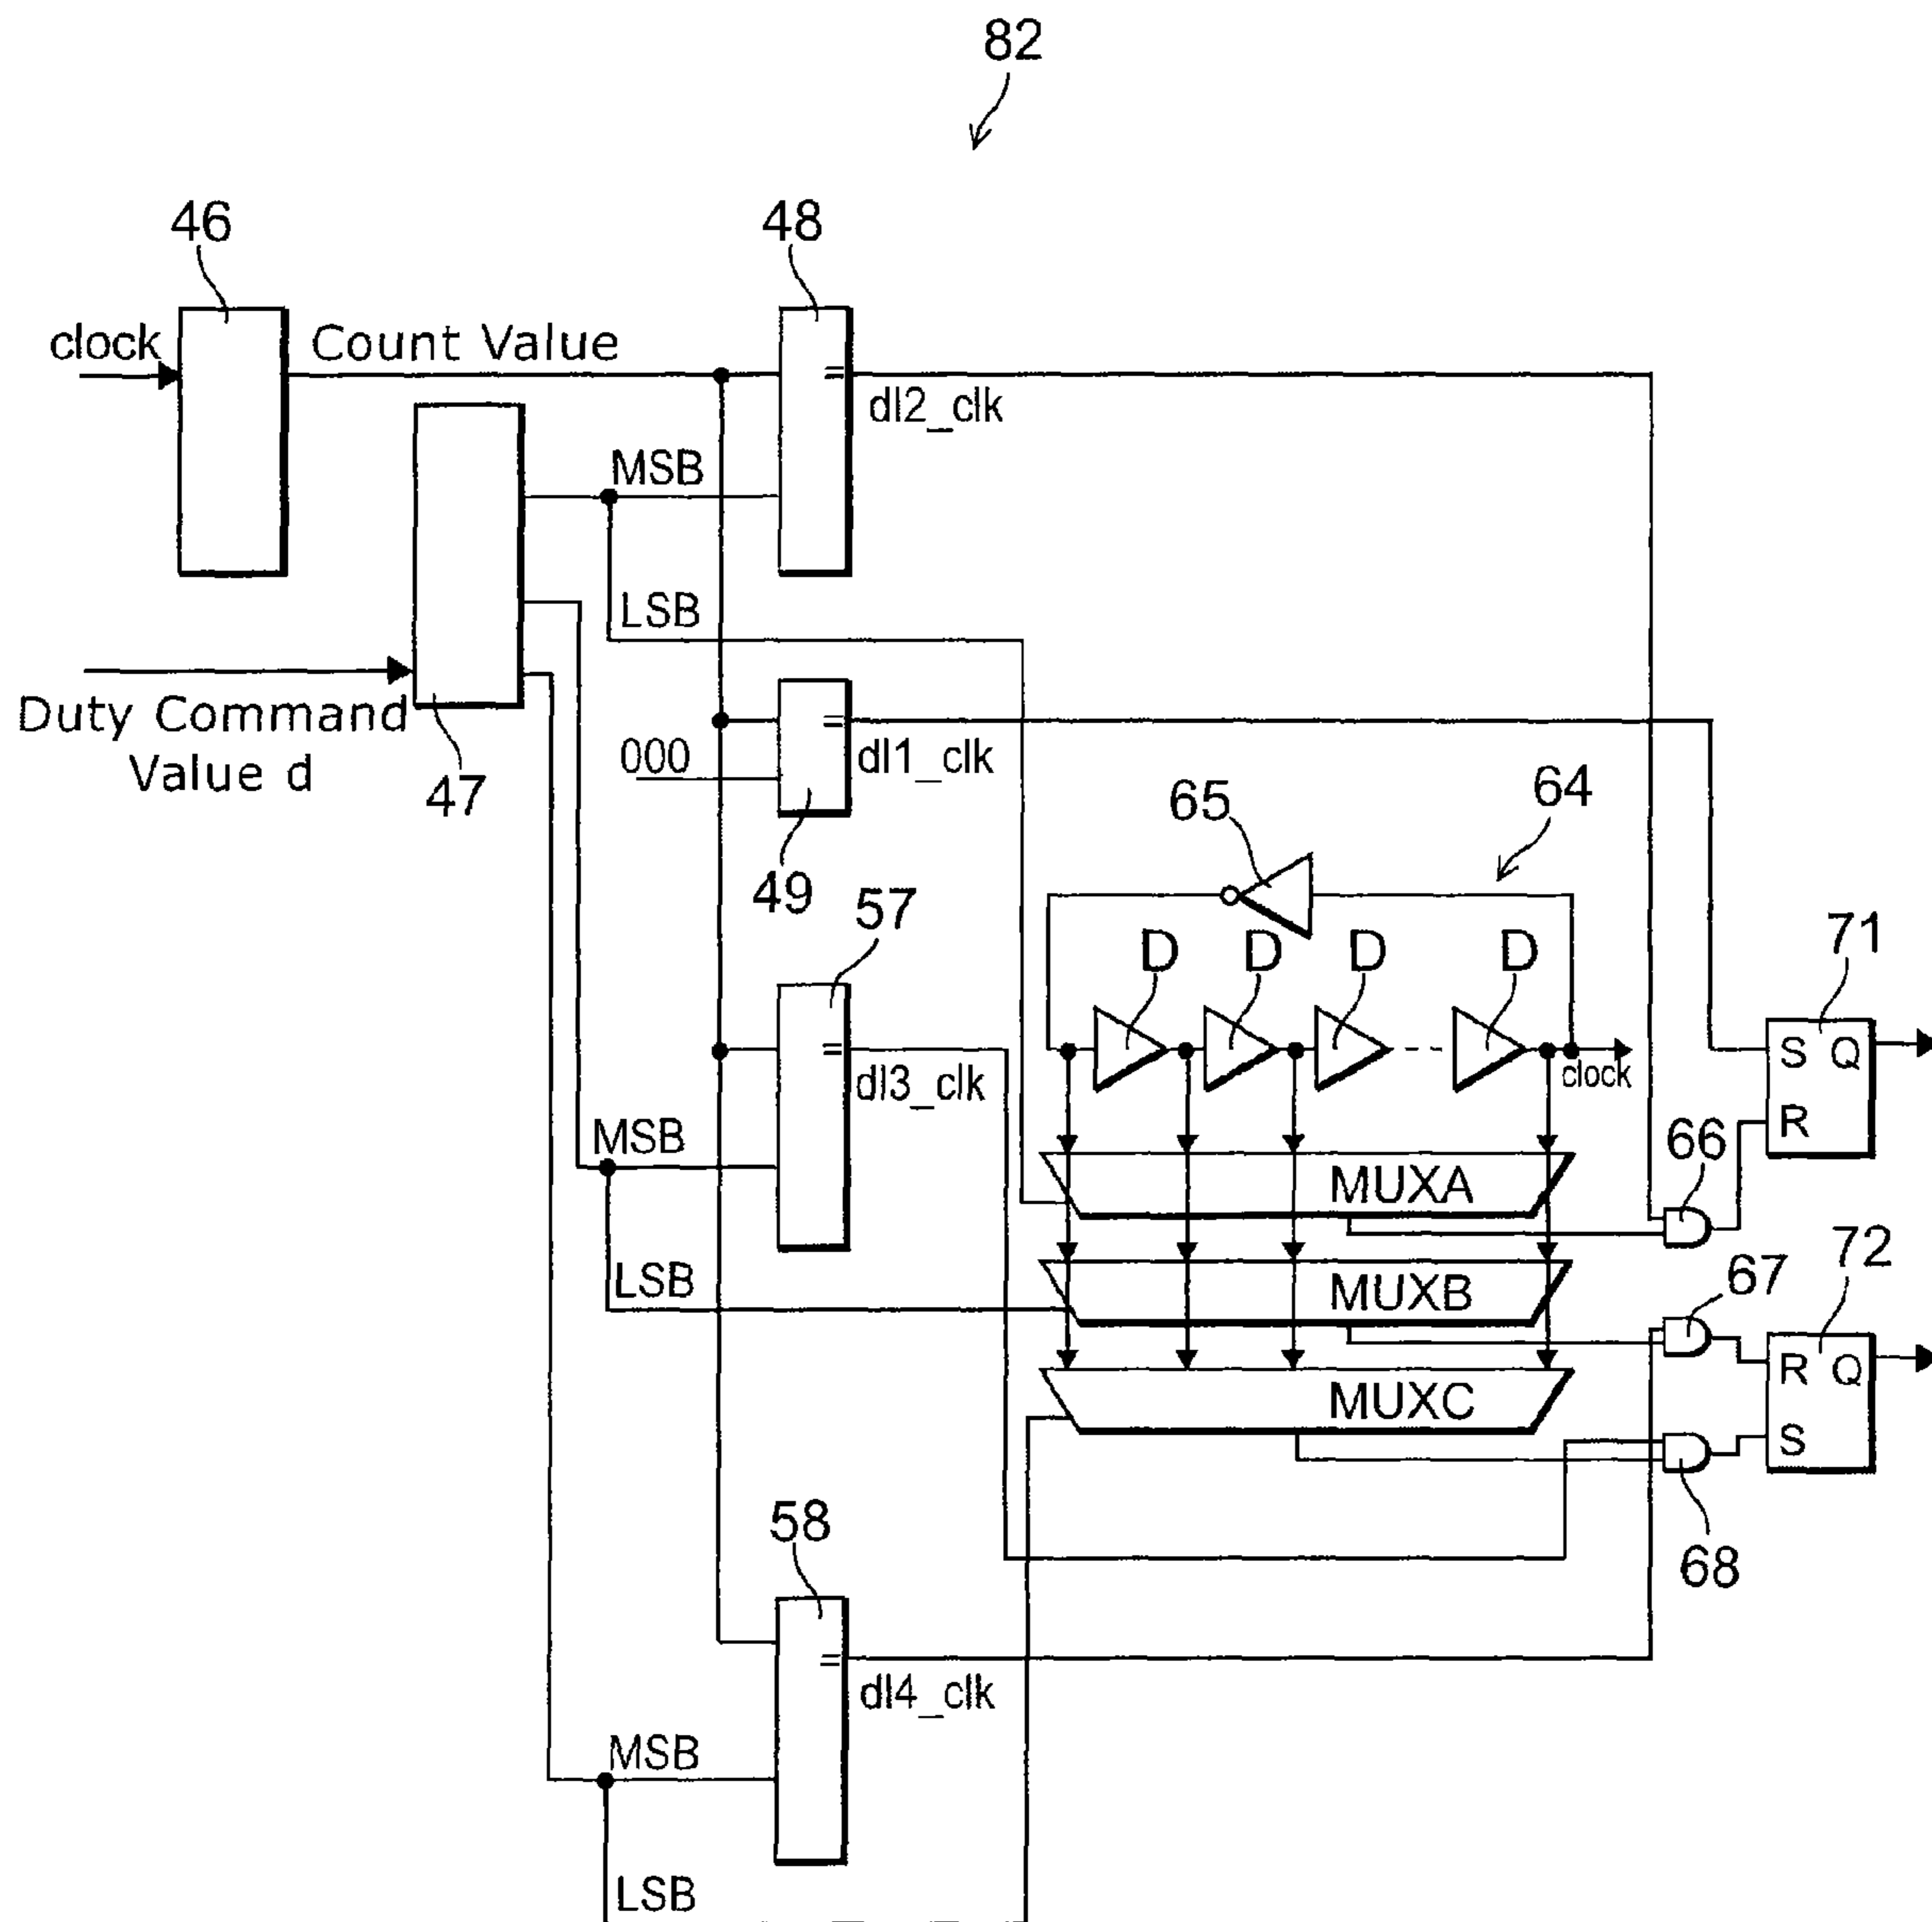 82
46
48
clock
Count Value
=
dl2_clk
MSB
LSB
Duty Command
Value d
47
=
000
dl1_clk
49
65
64
57
D
D
D
D
71
=
dl3_clk
clock
S Q
R
MSB
66
MUXA
LSB
MUXB
67
72
MUXC
R Q
S
58
68
=
dl4_clk
MSB
LSB